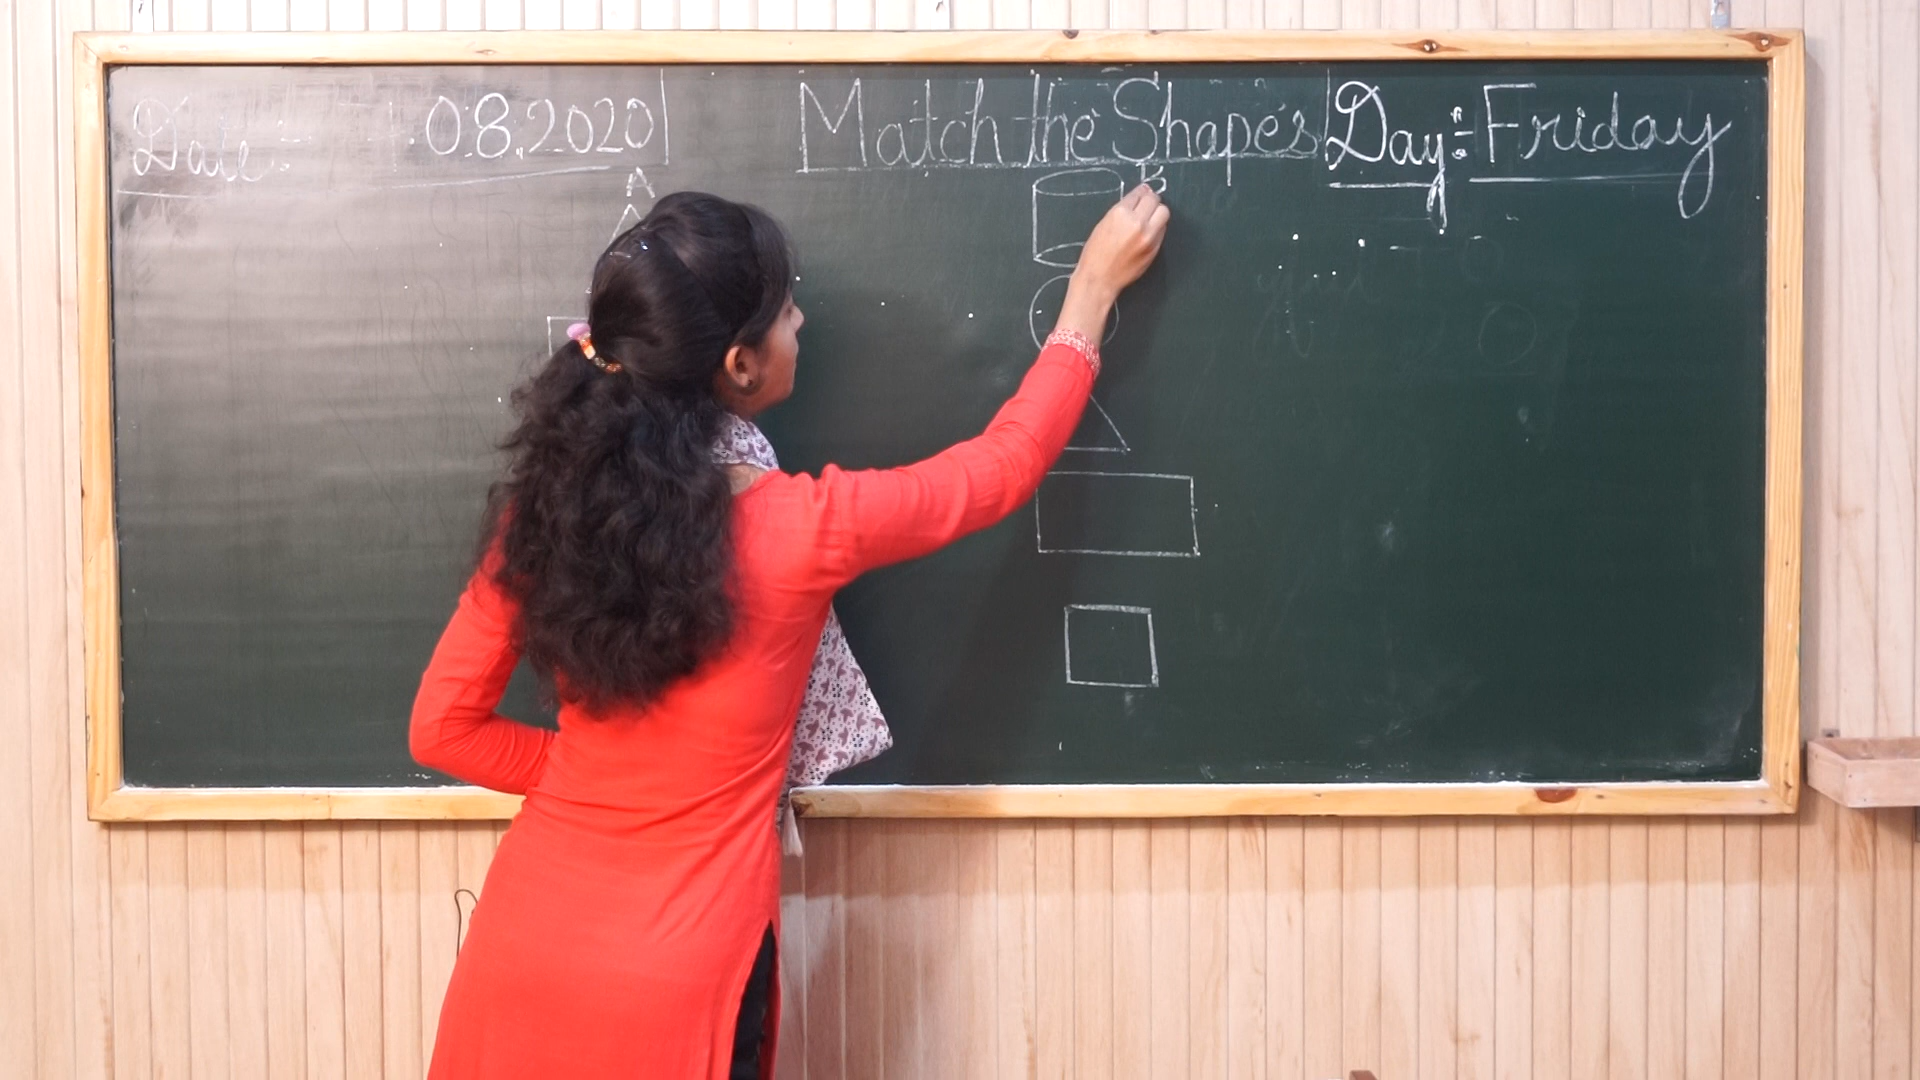 Date:- .08.2020
Match the Shapes
Day:- Friday
A
B